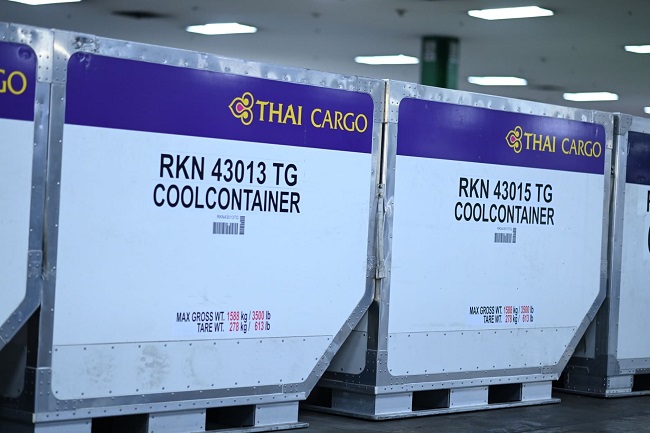 GO
THAI CARGO
RKN 43013 TG
COOLCONTAINER
RKN43013TG
MAX GROSS WT. 1588 kg / 3500 lb
TARE WT. 278 kg / 613 lb
THAI CARGO
RKN 43015 TG
COOLCONTAINER
MAX GROSS WT. 1588 kg / 3500 lb
TARE WT. 278 kg / 613 lb